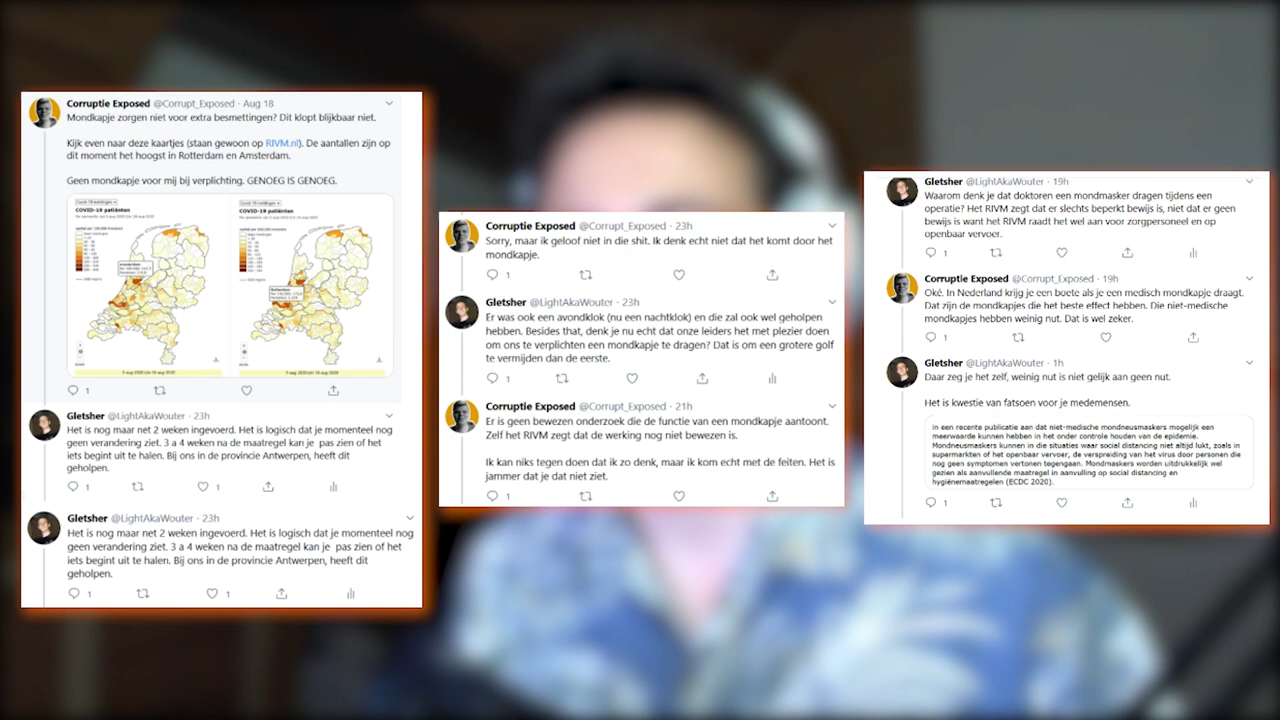 Corruptie Exposed @Corrupt_Exposed · Aug 18
Mondkapje zorgen niet voor extra besmettingen? Dit klopt blijkbaar niet.
Kijk even naar deze kaartjes (staan gewoon op RIVM.nl). De aantallen zijn op
dit moment het hoogst in Rotterdam en Amsterdam.
Geen mondkapje voor mij bij verplichting. GENOEG IS GENOEG.
COVID-19 patiënten
COVID-19 patiënten
1
Gletsher @LightAkaWouter · 23h
Het is nog maar net 2 weken ingevoerd. Het is logisch dat je momenteel nog
geen verandering ziet. 3 a 4 weken na de maatregel kan je pas zien of het
iets begint uit te halen. Bij ons in de provincie Antwerpen, heeft dit
geholpen.
1 1
Gletsher @LightAkaWouter · 23h
Het is nog maar net 2 weken ingevoerd. Het is logisch dat je momenteel nog
geen verandering ziet. 3 a 4 weken na de maatregel kan je pas zien of het
iets begint uit te halen. Bij ons in de provincie Antwerpen, heeft dit
geholpen.
1 1
Corruptie Exposed @Corrupt_Exposed · 23h
Sorry, maar ik geloof niet in die shit. Ik denk echt niet dat het komt door het
mondkapje.
1
Gletsher @LightAkaWouter · 23h
Er was ook een avondklok (nu een nachtklok) en die zal ook wel geholpen
hebben. Besides that, denk je nu echt dat onze leiders het met plezier doen
om ons te verplichten een mondkapje te dragen? Dat is om een grotere golf
te vermijden dan de eerste.
1
Corruptie Exposed @Corrupt_Exposed · 21h
Er is geen bewezen onderzoek die de functie van een mondkapje aantoont.
Zelf het RIVM zegt dat de werking nog niet bewezen is.
Ik kan niks tegen doen dat ik zo denk, maar ik kom echt met de feiten. Het is
jammer dat je dat niet ziet.
1
Gletsher @LightAkaWouter · 19h
Waarom denk je dat doktoren een mondmasker dragen tijdens een
operatie? Het RIVM zegt dat er slechts beperkt bewijs is, niet dat er geen
bewijs is want het RIVM raadt het wel aan voor zorgpersoneel en op
openbaar vervoer.
1
Corruptie Exposed @Corrupt_Exposed · 19h
Oké. In Nederland krijg je een boete als je een medisch mondkapje draagt.
Dat zijn de mondkapjes die het beste effect hebben. Die niet-medische
mondkapjes hebben weinig nut. Dat is wel zeker.
1
Gletsher @LightAkaWouter · 1h
Daar zeg je het zelf, weinig nut is niet gelijk aan geen nut.
Het is kwestie van fatsoen voor je medemensen.
in een recente publicatie aan dat niet-medische mondneusmaskers mogelijk een
meerwaarde kunnen hebben in het onder controle houden van de epidemie.
Mondneusmaskers kunnen in die situaties waar social distancing niet altijd lukt, zoals in
supermarkten of het openbaar vervoer, de verspreiding van het virus door personen die
nog geen symptomen vertonen tegengaan. Mondmaskers worden uitdrukkelijk wel
gezien als aanvullende maatregel in aanvulling op social distancing en
hygiënemaatregelen (ECDC 2020).
1